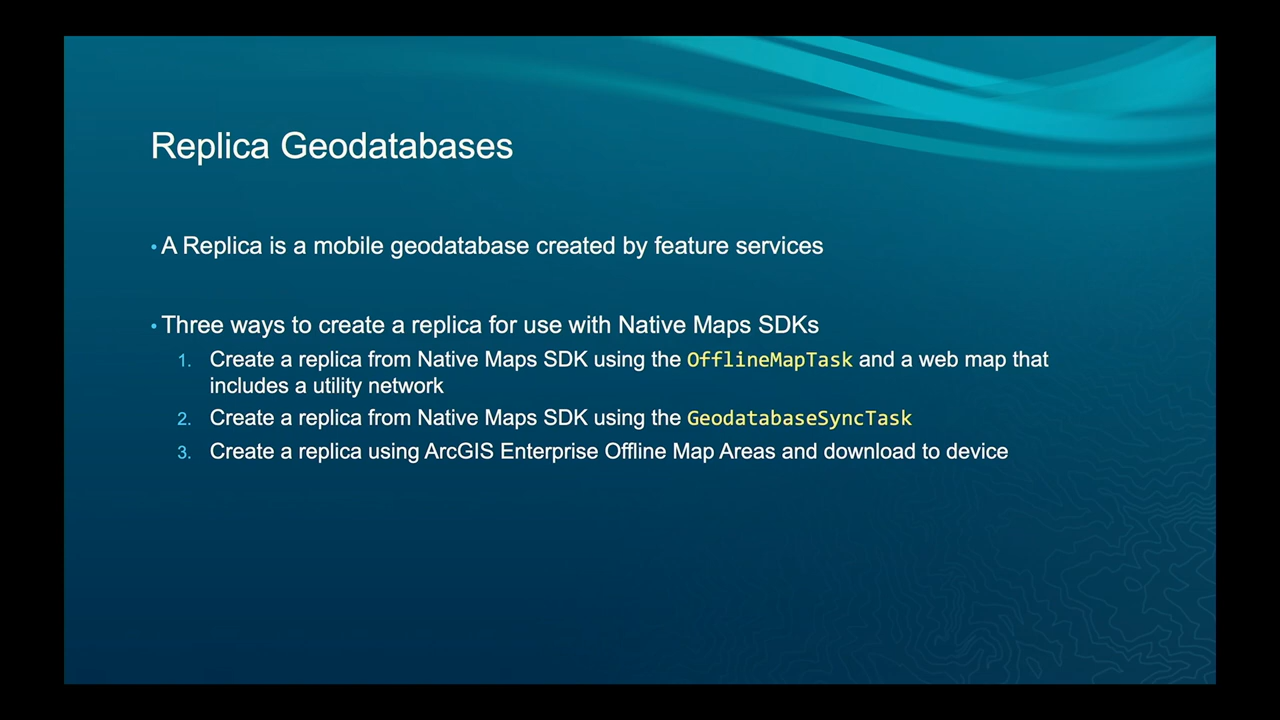 Replica Geodatabases
• A Replica is a mobile geodatabase created by feature services
• Three ways to create a replica for use with Native Maps SDKs
1. Create a replica from Native Maps SDK using the OfflineMapTask and a web map that
includes a utility network
2. Create a replica from Native Maps SDK using the GeodatabaseSyncTask
3. Create a replica using ArcGIS Enterprise Offline Map Areas and download to device